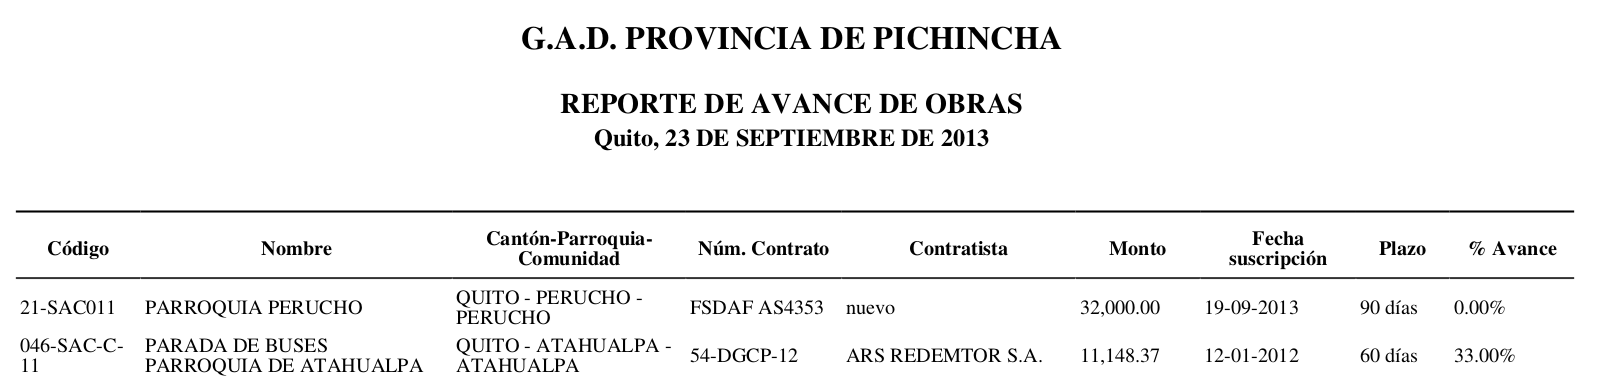 G.A.D. PROVINCIA DE PICHINCHA
REPORTE DE AVANCE DE OBRAS
Quito, 23 DE SEPTIEMBRE DE 2013
Código Nombre Cantón-Parroquia-Comunidad Núm. Contrato Contratista Monto Fecha suscripción Plazo % Avance
21-SAC011 PARROQUIA PERUCHO QUITO - PERUCHO - PERUCHO FSDAF AS4353 nuevo 32,000.00 19-09-2013 90 días 0.00%
046-SAC-C-11 PARADA DE BUSES PARROQUIA DE ATAHUALPA QUITO - ATAHUALPA - ATAHUALPA 54-DGCP-12 ARS REDEMTOR S.A. 11,148.37 12-01-2012 60 días 33.00%